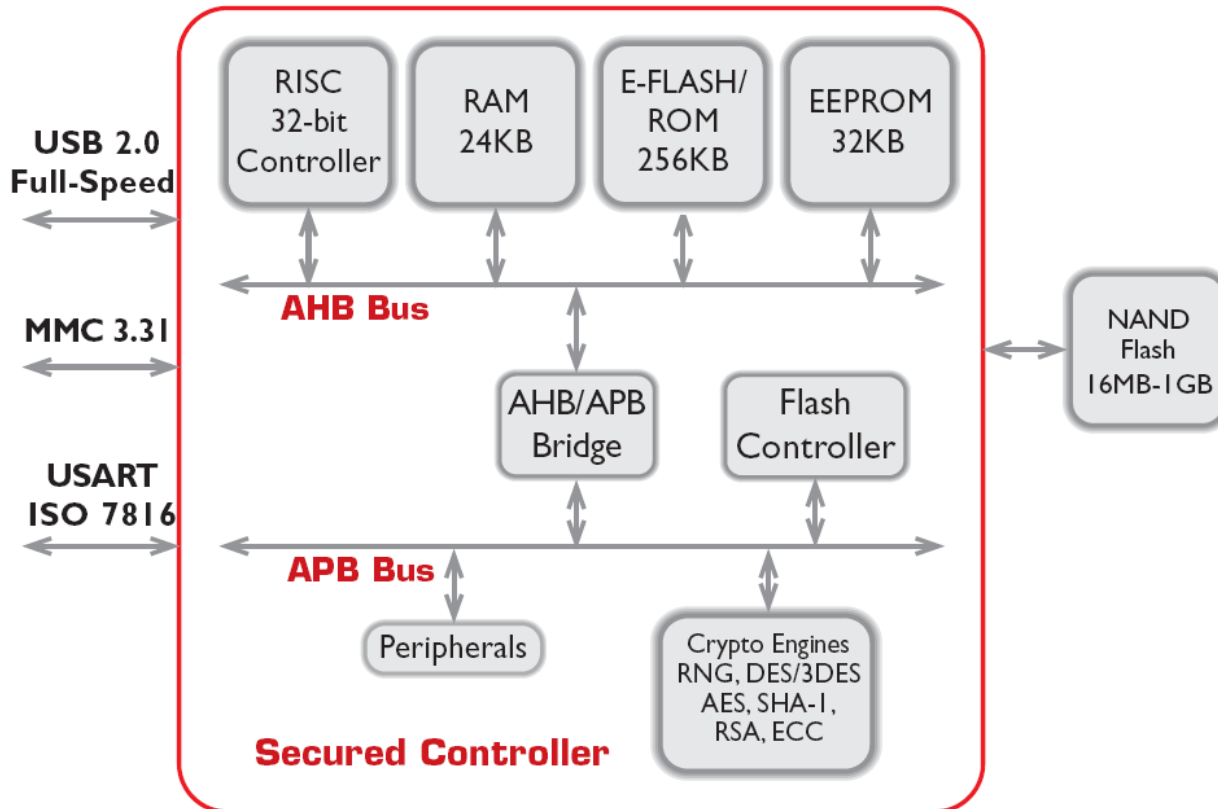 RISC
32-bit
Controller
RAM
24KB
E-FLASH/
ROM
256KB
EEPROM
32KB
USB 2.0
Full-Speed
AHB Bus
MMC 3.31
NAND
Flash
16MB-1GB
AHB/APB
Bridge
Flash
Controller
USART
ISO 7816
APB Bus
Peripherals
Crypto Engines
RNG, DES/3DES
AES, SHA-1,
RSA, ECC
Secured Controller